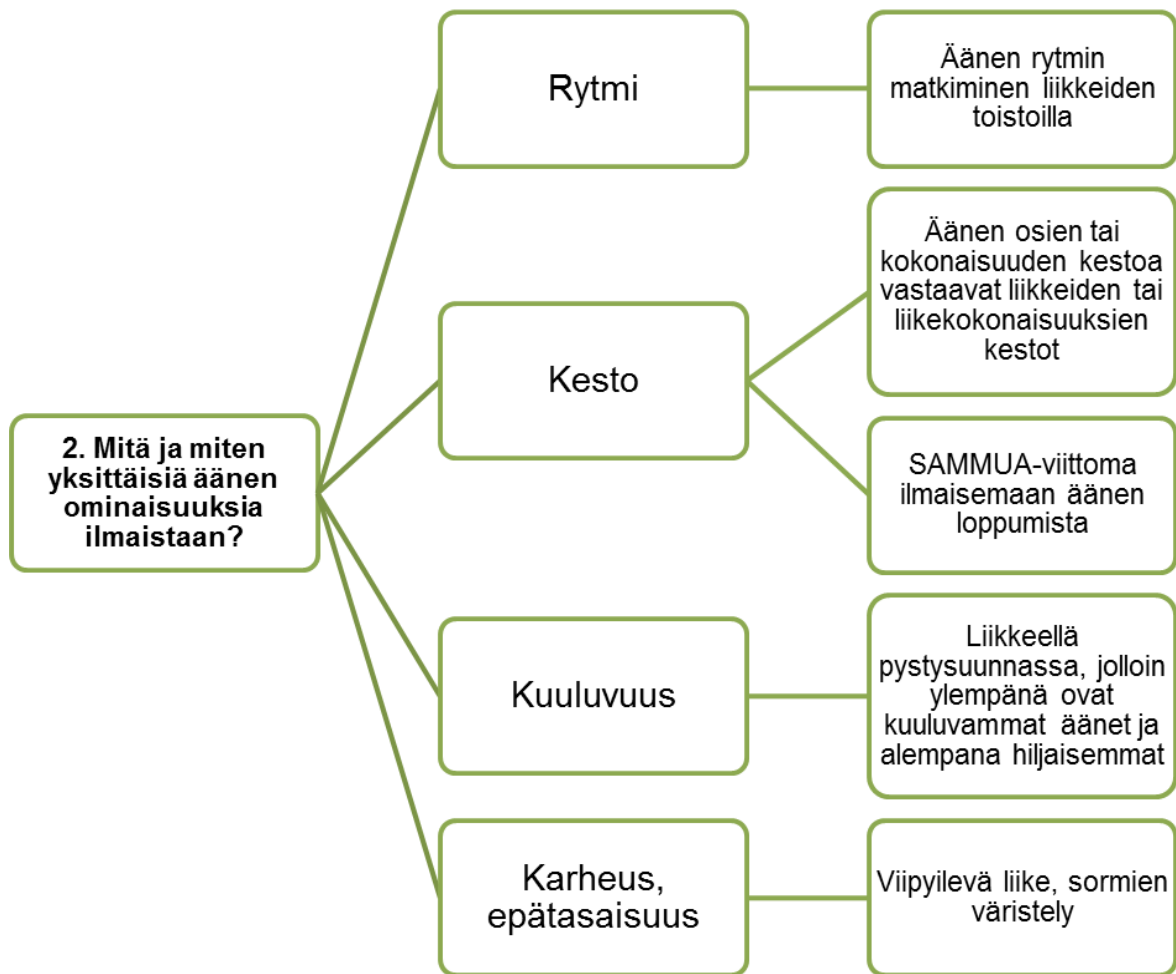 2. Mitä ja miten
yksittäisiä äänen
ominaisuuksia
ilmaistaan?
Rytmi
Äänen rytmin
matkiminen liikkeiden
toistoilla
Kesto
Äänen osien tai
kokonaisuuden kestoa
vastaavat liikkeiden tai
liikekokonaisuuksien
kestot
SAMMUA-viittoma
ilmaisemaan äänen
loppumista
Kuuluvuus
Liikkeellä
pystysuunnassa, jolloin
ylempänä ovat
kuuluvammat äänet ja
alempana hiljaisemmat
Karheus,
epätasaisuus
Viipyilevä liike, sormien
väristely